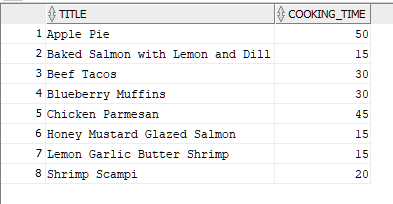 TITLE COOKING_TIME
1 Apple Pie 50
2 Baked Salmon with Lemon and Dill 15
3 Beef Tacos 30
4 Blueberry Muffins 30
5 Chicken Parmesan 45
6 Honey Mustard Glazed Salmon 15
7 Lemon Garlic Butter Shrimp 15
8 Shrimp Scampi 20